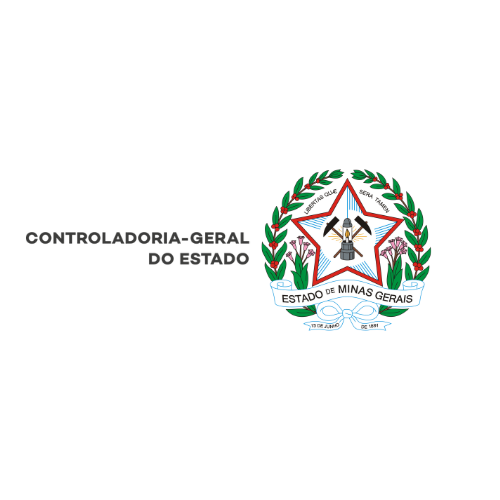 CONTROLADORIA-GERAL
DO ESTADO
LIBERTAS QUÆ SERA TAMEN
ESTADO DE MINAS GERAIS
15 DE JUNHO DE 1891